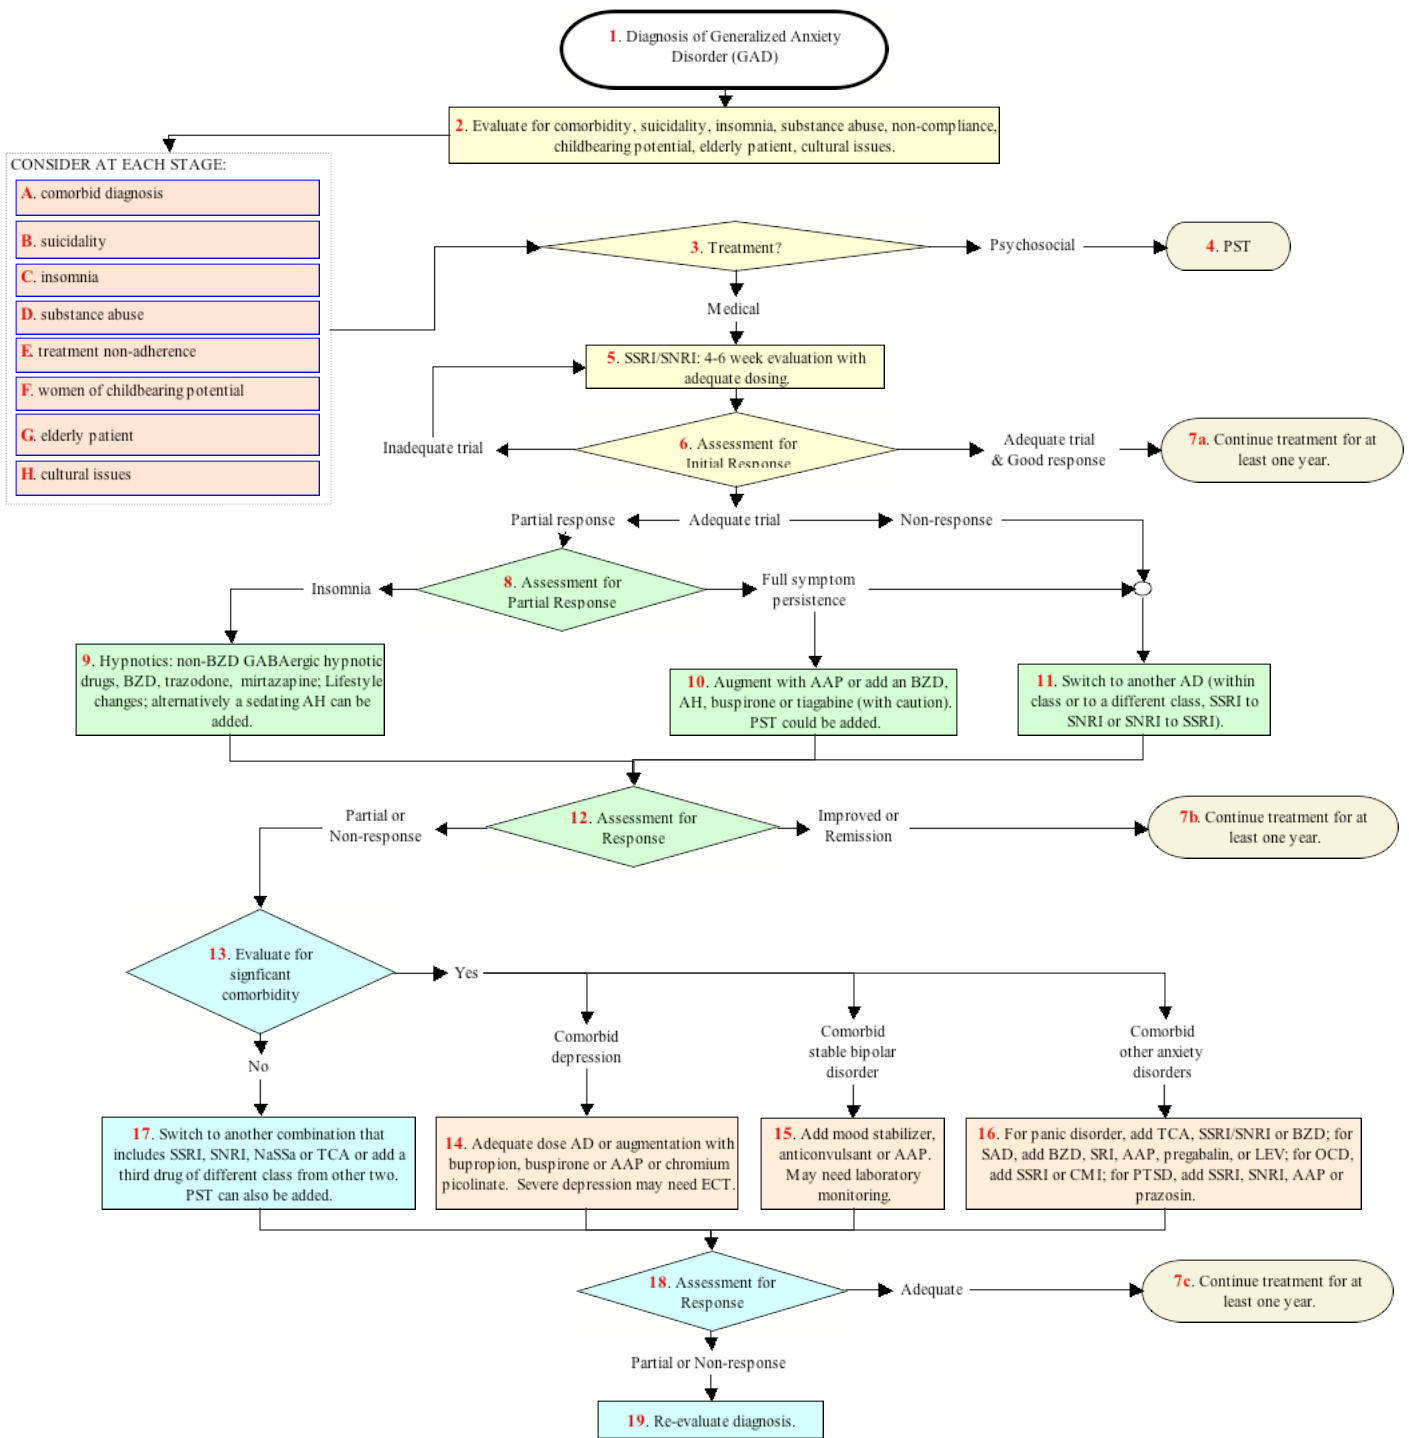 1. Diagnosis of Generalized Anxiety
Disorder (GAD)
2. Evaluate for comorbidity, suicidality, insomnia, substance abuse, non-compliance,
childbearing potential, elderly patient, cultural issues.
CONSIDER AT EACH STAGE:
A. comorbid diagnosis
B. suicidality
C. insomnia
D. substance abuse
E. treatment non-adherence
F. women of childbearing potential
G. elderly patient
H. cultural issues
3. Treatment?
Psychosocial
4. PST
Medical
5. SSRI/SNRI: 4-6 week evaluation with
adequate dosing.
Inadequate trial
6. Assessment for
Initial Response
Adequate trial
& Good response
7a. Continue treatment for at
least one year.
Partial response
Adequate trial
Non-response
Insomnia
8. Assessment for
Partial Response
Full symptom
persistence
9. Hypnotics: non-BZD GABAergic hypnotic
drugs, BZD, trazodone, mirtazapine; Lifestyle
changes; alternatively a sedating AH can be
added.
10. Augment with AAP or add an BZD,
AH, buspirone or tiagabine (with caution).
PST could be added.
11. Switch to another AD (within
class or to a different class, SSRI to
SNRI or SNRI to SSRI).
Partial or
Non-response
12. Assessment for
Response
Improved or
Remission
7b. Continue treatment for at
least one year.
13. Evaluate for
signficant
comorbidity
Yes
No
Comorbid
depression
Comorbid
stable bipolar
disorder
Comorbid
other anxiety
disorders
17. Switch to another combination that
includes SSRI, SNRI, NaSSa or TCA or add a
third drug of different class from other two.
PST can also be added.
14. Adequate dose AD or augmentation with
bupropion, buspirone or AAP or chromium
picolinate. Severe depression may need ECT.
15. Add mood stabilizer,
anticonvulsant or AAP.
May need laboratory
monitoring.
16. For panic disorder, add TCA, SSRI/SNRI or BZD; for
SAD, add BZD, SRI, AAP, pregabalin, or LEV; for OCD,
add SSRI or CMI; for PTSD, add SSRI, SNRI, AAP or
prazosin.
18. Assessment for
Response
Adequate
7c. Continue treatment for at
least one year.
Partial or Non-response
19. Re-evaluate diagnosis.